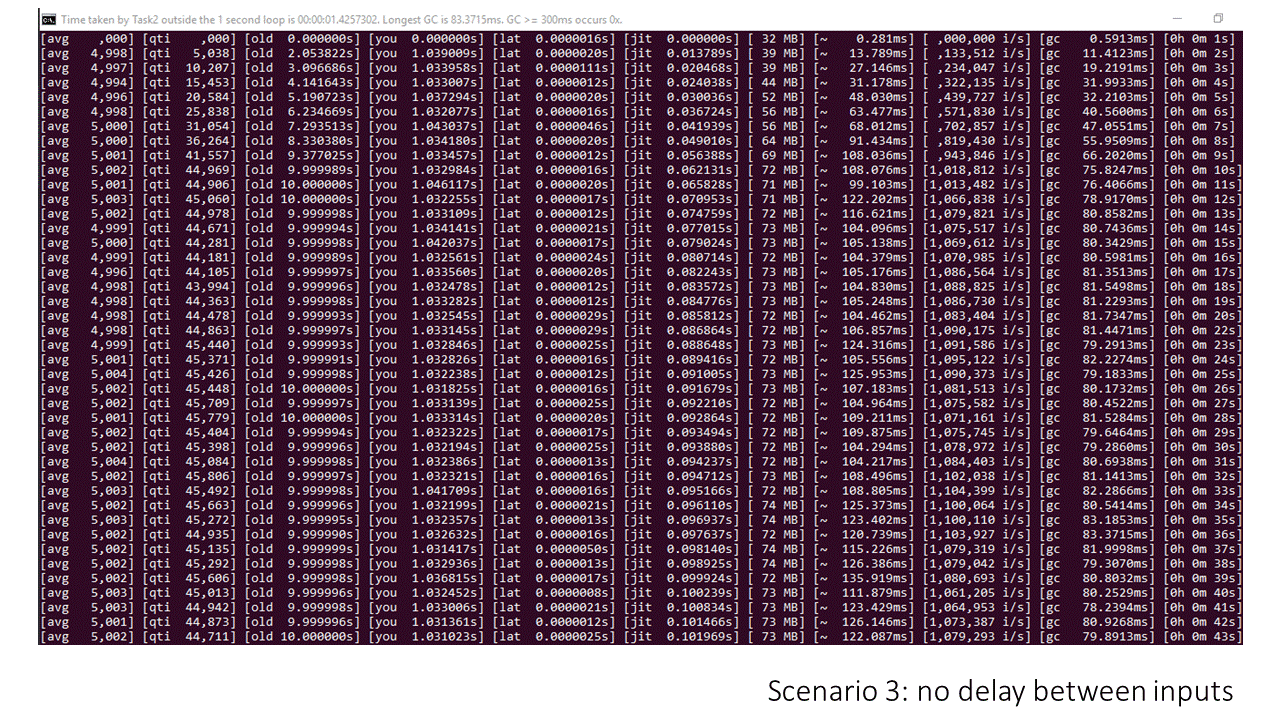 Time taken by Task2 outside the 1 second loop is 00:00:01.4257302. Longest GC is 83.3715ms. GC >= 300ms occurs 0x.
[avg ,000] [qti ,000] [old 0.000000s] [you 0.000000s] [lat 0.0000016s] [jit 0.000000s] [ 32 MB] [~ 0.281ms] [ ,000,000 i/s] [gc 0.5913ms] [0h 0m 1s]
[avg 4,998] [qti 5,038] [old 2.053822s] [you 1.039009s] [lat 0.0000012s] [jit 0.013789s] [ 39 MB] [~ 13.789ms] [ ,133,512 i/s] [gc 11.4123ms] [0h 0m 2s]
[avg 4,997] [qti 10,207] [old 3.096686s] [you 1.033958s] [lat 0.0000111s] [jit 0.020468s] [ 39 MB] [~ 27.146ms] [ ,234,047 i/s] [gc 19.2191ms] [0h 0m 3s]
[avg 4,994] [qti 15,453] [old 4.141643s] [you 1.033007s] [lat 0.0000012s] [jit 0.024038s] [ 44 MB] [~ 31.178ms] [ ,322,135 i/s] [gc 31.9933ms] [0h 0m 4s]
[avg 4,996] [qti 20,584] [old 5.190723s] [you 1.037294s] [lat 0.0000020s] [jit 0.030036s] [ 52 MB] [~ 48.030ms] [ ,439,727 i/s] [gc 32.2103ms] [0h 0m 5s]
[avg 4,998] [qti 25,838] [old 6.234669s] [you 1.032077s] [lat 0.0000016s] [jit 0.036724s] [ 56 MB] [~ 63.477ms] [ ,571,830 i/s] [gc 40.5600ms] [0h 0m 6s]
[avg 5,000] [qti 31,054] [old 7.293513s] [you 1.043037s] [lat 0.0000046s] [jit 0.041939s] [ 56 MB] [~ 68.012ms] [ ,702,857 i/s] [gc 47.0551ms] [0h 0m 7s]
[avg 5,000] [qti 36,264] [old 8.330380s] [you 1.034180s] [lat 0.0000020s] [jit 0.049010s] [ 64 MB] [~ 91.434ms] [ ,819,430 i/s] [gc 55.9509ms] [0h 0m 8s]
[avg 5,001] [qti 41,557] [old 9.377025s] [you 1.033457s] [lat 0.0000012s] [jit 0.056388s] [ 69 MB] [~ 108.036ms] [ ,943,846 i/s] [gc 66.2020ms] [0h 0m 9s]
[avg 5,002] [qti 44,969] [old 9.999989s] [you 1.032984s] [lat 0.0000016s] [jit 0.062131s] [ 72 MB] [~ 108.076ms] [1,018,812 i/s] [gc 75.8247ms] [0h 0m 10s]
[avg 5,001] [qti 44,906] [old 10.000000s] [you 1.046117s] [lat 0.0000020s] [jit 0.065828s] [ 71 MB] [~ 99.103ms] [1,013,482 i/s] [gc 76.4066ms] [0h 0m 11s]
[avg 5,003] [qti 45,060] [old 10.000000s] [you 1.032255s] [lat 0.0000017s] [jit 0.070953s] [ 71 MB] [~ 122.202ms] [1,066,838 i/s] [gc 78.9170ms] [0h 0m 12s]
[avg 5,002] [qti 44,978] [old 9.999998s] [you 1.033109s] [lat 0.0000012s] [jit 0.074759s] [ 72 MB] [~ 116.621ms] [1,079,821 i/s] [gc 80.8582ms] [0h 0m 13s]
[avg 4,999] [qti 44,671] [old 9.999994s] [you 1.034141s] [lat 0.0000021s] [jit 0.077015s] [ 73 MB] [~ 104.096ms] [1,075,517 i/s] [gc 80.7436ms] [0h 0m 14s]
[avg 5,000] [qti 44,281] [old 9.999998s] [you 1.042037s] [lat 0.0000017s] [jit 0.079024s] [ 73 MB] [~ 105.138ms] [1,069,612 i/s] [gc 80.3429ms] [0h 0m 15s]
[avg 4,999] [qti 44,181] [old 9.999989s] [you 1.032561s] [lat 0.0000024s] [jit 0.080714s] [ 72 MB] [~ 104.379ms] [1,070,985 i/s] [gc 80.5981ms] [0h 0m 16s]
[avg 4,996] [qti 44,105] [old 9.999997s] [you 1.033560s] [lat 0.0000020s] [jit 0.082243s] [ 73 MB] [~ 105.176ms] [1,086,564 i/s] [gc 81.3513ms] [0h 0m 17s]
[avg 4,998] [qti 43,994] [old 9.999996s] [you 1.032478s] [lat 0.0000012s] [jit 0.083572s] [ 73 MB] [~ 104.830ms] [1,088,825 i/s] [gc 81.5498ms] [0h 0m 18s]
[avg 4,998] [qti 44,363] [old 9.999998s] [you 1.033282s] [lat 0.0000012s] [jit 0.084776s] [ 73 MB] [~ 105.248ms] [1,086,730 i/s] [gc 81.2293ms] [0h 0m 19s]
[avg 4,998] [qti 44,478] [old 9.999993s] [you 1.032545s] [lat 0.0000029s] [jit 0.085812s] [ 72 MB] [~ 104.462ms] [1,083,404 i/s] [gc 81.7347ms] [0h 0m 20s]
[avg 4,998] [qti 44,863] [old 9.999997s] [you 1.033145s] [lat 0.0000029s] [jit 0.086864s] [ 72 MB] [~ 106.857ms] [1,090,175 i/s] [gc 81.4471ms] [0h 0m 22s]
[avg 4,999] [qti 45,440] [old 9.999993s] [you 1.032846s] [lat 0.0000025s] [jit 0.088648s] [ 73 MB] [~ 124.316ms] [1,091,586 i/s] [gc 79.2913ms] [0h 0m 23s]
[avg 5,001] [qti 45,371] [old 9.999991s] [you 1.032826s] [lat 0.0000016s] [jit 0.089416s] [ 72 MB] [~ 105.556ms] [1,095,122 i/s] [gc 82.2274ms] [0h 0m 24s]
[avg 5,004] [qti 45,426] [old 9.999998s] [you 1.032238s] [lat 0.0000012s] [jit 0.091005s] [ 73 MB] [~ 125.953ms] [1,090,373 i/s] [gc 79.1833ms] [0h 0m 25s]
[avg 5,002] [qti 45,448] [old 10.000000s] [you 1.031825s] [lat 0.0000016s] [jit 0.091679s] [ 73 MB] [~ 107.183ms] [1,081,513 i/s] [gc 80.1732ms] [0h 0m 26s]
[avg 5,002] [qti 45,709] [old 9.999997s] [you 1.033139s] [lat 0.0000025s] [jit 0.092210s] [ 72 MB] [~ 104.964ms] [1,075,582 i/s] [gc 80.4522ms] [0h 0m 27s]
[avg 5,001] [qti 45,779] [old 10.000000s] [you 1.033314s] [lat 0.0000020s] [jit 0.092864s] [ 72 MB] [~ 109.211ms] [1,071,161 i/s] [gc 81.5284ms] [0h 0m 28s]
[avg 5,002] [qti 45,404] [old 9.999994s] [you 1.032322s] [lat 0.0000017s] [jit 0.093494s] [ 72 MB] [~ 109.875ms] [1,075,745 i/s] [gc 79.6464ms] [0h 0m 29s]
[avg 5,002] [qti 45,398] [old 9.999996s] [you 1.032194s] [lat 0.0000025s] [jit 0.093880s] [ 72 MB] [~ 104.294ms] [1,078,972 i/s] [gc 79.2860ms] [0h 0m 30s]
[avg 5,004] [qti 45,084] [old 9.999998s] [you 1.032386s] [lat 0.0000013s] [jit 0.094237s] [ 72 MB] [~ 104.217ms] [1,084,403 i/s] [gc 80.6938ms] [0h 0m 31s]
[avg 5,002] [qti 45,806] [old 9.999997s] [you 1.032321s] [lat 0.0000016s] [jit 0.094712s] [ 73 MB] [~ 108.496ms] [1,102,038 i/s] [gc 81.1413ms] [0h 0m 32s]
[avg 5,003] [qti 45,492] [old 9.999998s] [you 1.041709s] [lat 0.0000016s] [jit 0.095166s] [ 72 MB] [~ 108.805ms] [1,104,399 i/s] [gc 82.2866ms] [0h 0m 33s]
[avg 5,002] [qti 45,663] [old 9.999996s] [you 1.032199s] [lat 0.0000021s] [jit 0.096110s] [ 74 MB] [~ 125.373ms] [1,100,064 i/s] [gc 80.5414ms] [0h 0m 34s]
[avg 5,003] [qti 45,272] [old 9.999995s] [you 1.032357s] [lat 0.0000013s] [jit 0.096937s] [ 74 MB] [~ 123.402ms] [1,100,110 i/s] [gc 83.1853ms] [0h 0m 35s]
[avg 5,002] [qti 44,935] [old 9.999990s] [you 1.032632s] [lat 0.0000016s] [jit 0.097637s] [ 72 MB] [~ 120.739ms] [1,103,927 i/s] [gc 83.3715ms] [0h 0m 36s]
[avg 5,002] [qti 45,135] [old 9.999999s] [you 1.031417s] [lat 0.0000050s] [jit 0.098140s] [ 74 MB] [~ 115.226ms] [1,079,319 i/s] [gc 81.9998ms] [0h 0m 37s]
[avg 5,002] [qti 45,292] [old 9.999998s] [you 1.032936s] [lat 0.0000013s] [jit 0.098925s] [ 74 MB] [~ 126.386ms] [1,079,042 i/s] [gc 79.3070ms] [0h 0m 38s]
[avg 5,002] [qti 45,606] [old 9.999998s] [you 1.036815s] [lat 0.0000017s] [jit 0.099924s] [ 72 MB] [~ 135.919ms] [1,080,693 i/s] [gc 80.8032ms] [0h 0m 39s]
[avg 5,003] [qti 45,013] [old 9.999996s] [you 1.032452s] [lat 0.0000008s] [jit 0.100239s] [ 73 MB] [~ 111.879ms] [1,061,205 i/s] [gc 80.2529ms] [0h 0m 40s]
[avg 5,003] [qti 44,942] [old 9.999998s] [you 1.033006s] [lat 0.0000021s] [jit 0.100834s] [ 73 MB] [~ 123.429ms] [1,064,953 i/s] [gc 78.2394ms] [0h 0m 41s]
[avg 5,001] [qti 44,873] [old 9.999998s] [you 1.031361s] [lat 0.0000012s] [jit 0.101466s] [ 73 MB] [~ 126.146ms] [1,073,387 i/s] [gc 80.9268ms] [0h 0m 42s]
[avg 5,002] [qti 44,711] [old 10.000000s] [you 1.031023s] [lat 0.0000025s] [jit 0.101969s] [ 73 MB] [~ 122.087ms] [1,079,293 i/s] [gc 79.8913ms] [0h 0m 43s]
Scenario 3: no delay between inputs